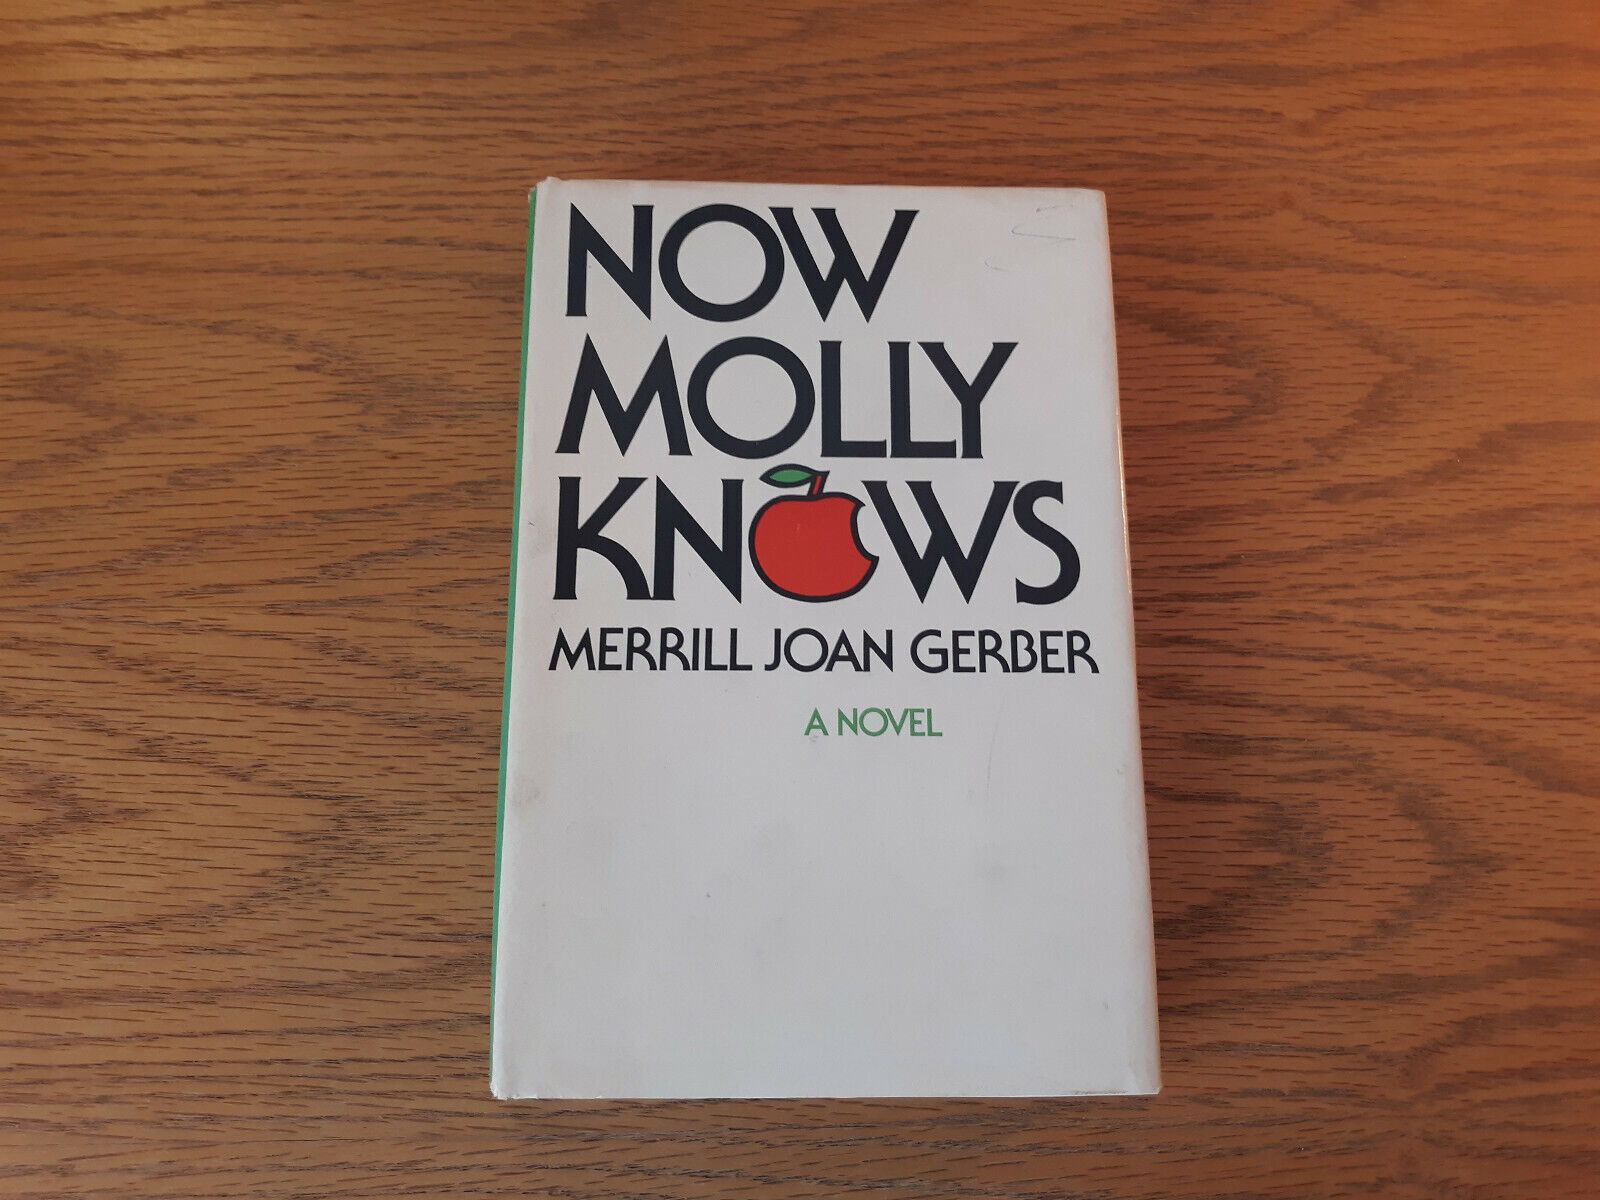 NOW
MOLLY
KNOWS
MERRILL JOAN GERBER
A NOVEL